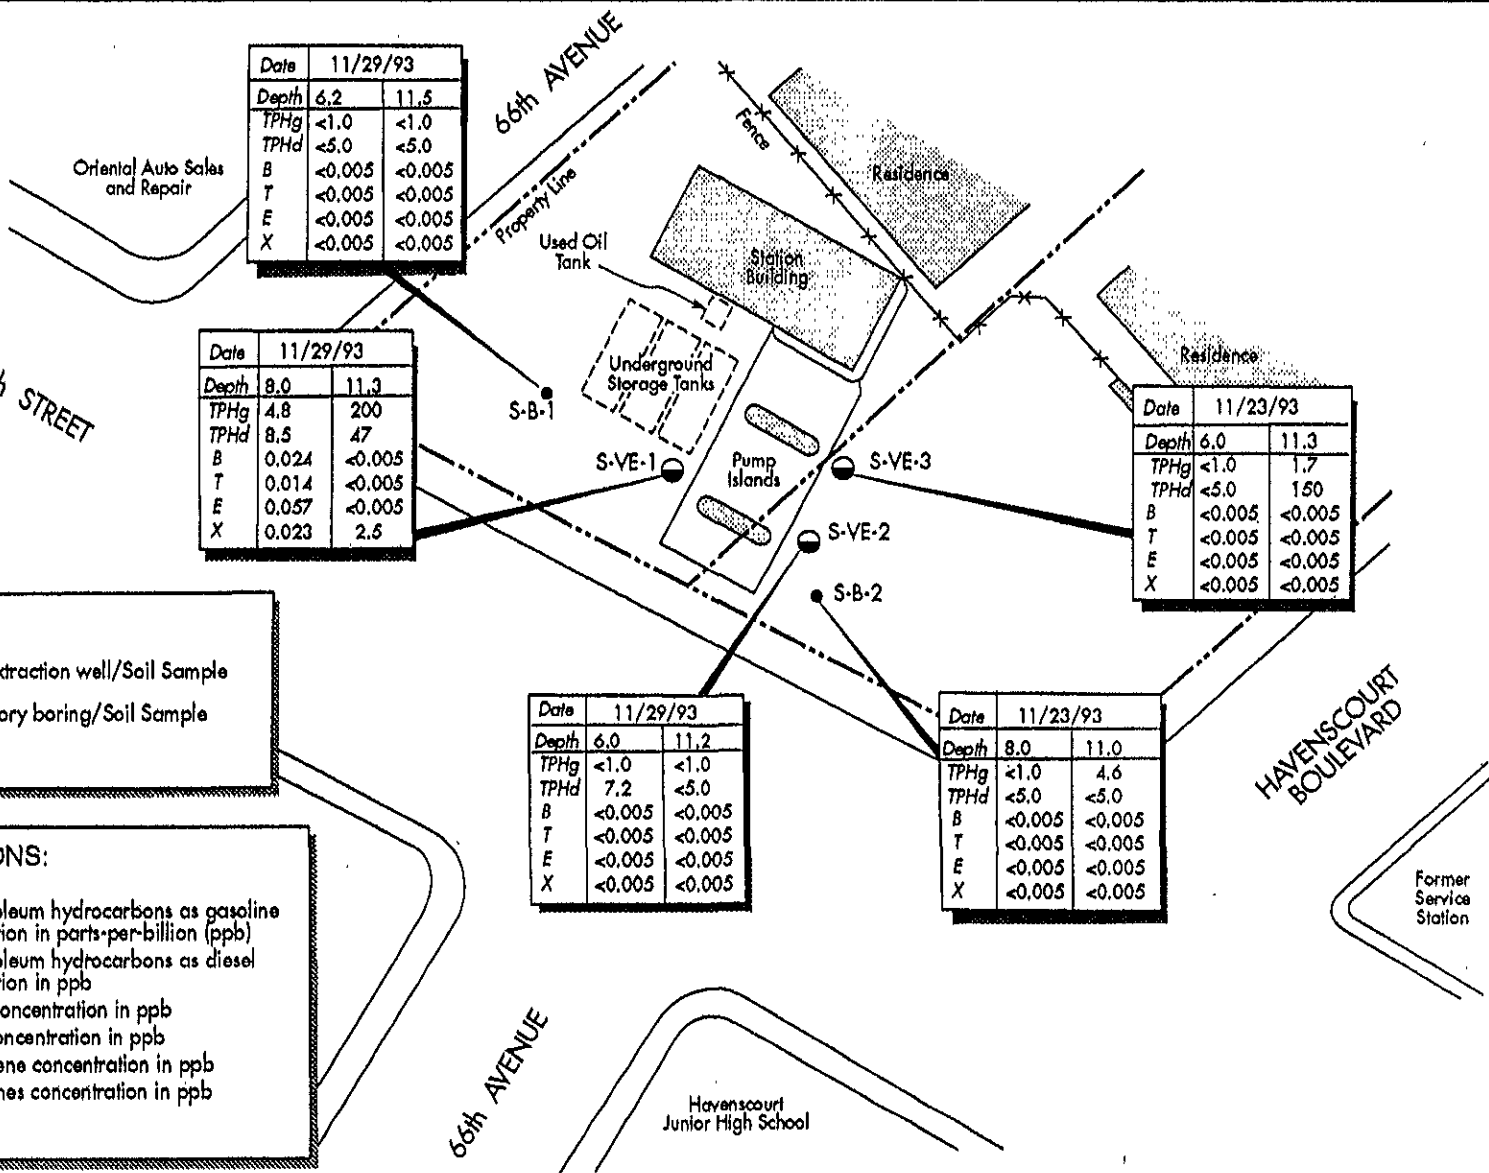 66th AVENUE
Date 11/29/93
Depth 6.2 11.5
TPHg <1.0 <1.0
TPHd <5.0 <5.0
B <0.005 <0.005
T <0.005 <0.005
E <0.005 <0.005
X <0.005 <0.005
Oriental Auto Sales
and Repair
Property Line
Fence
Residence
Used Oil
Tank
Station
Building
Underground
Storage Tanks
Residence
STREET
Date 11/29/93
Depth 8.0 11.3
TPHg 4.8 200
TPHd 8.5 47
B 0.024 <0.005
T 0.014 <0.005
E 0.057 <0.005
X 0.023 2.5
S-B-1
S-VE-1
Pump
Islands
S-VE-3
S-VE-2
S-B-2
Date 11/23/93
Depth 6.0 11.3
TPHg <1.0 1.7
TPHd <5.0 150
B <0.005 <0.005
T <0.005 <0.005
E <0.005 <0.005
X <0.005 <0.005
traction well/Soil Sample
ory boring/Soil Sample
Date 11/29/93
Depth 6.0 11.2
TPHg <1.0 <1.0
TPHd 7.2 <5.0
B <0.005 <0.005
T <0.005 <0.005
E <0.005 <0.005
X <0.005 <0.005
Date 11/23/93
Depth 8.0 11.0
TPHg <1.0 4.6
TPHd <5.0 <5.0
B <0.005 <0.005
T <0.005 <0.005
E <0.005 <0.005
X <0.005 <0.005
HAVENSCOURT
BOULEVARD
ONS:
leum hydrocarbons as gasoline
ion in parts-per-billion (ppb)
leum hydrocarbons as diesel
tion in ppb
oncentration in ppb
oncentration in ppb
ene concentration in ppb
nes concentration in ppb
Former
Service
Station
66th AVENUE
Havenscourt
Junior High School